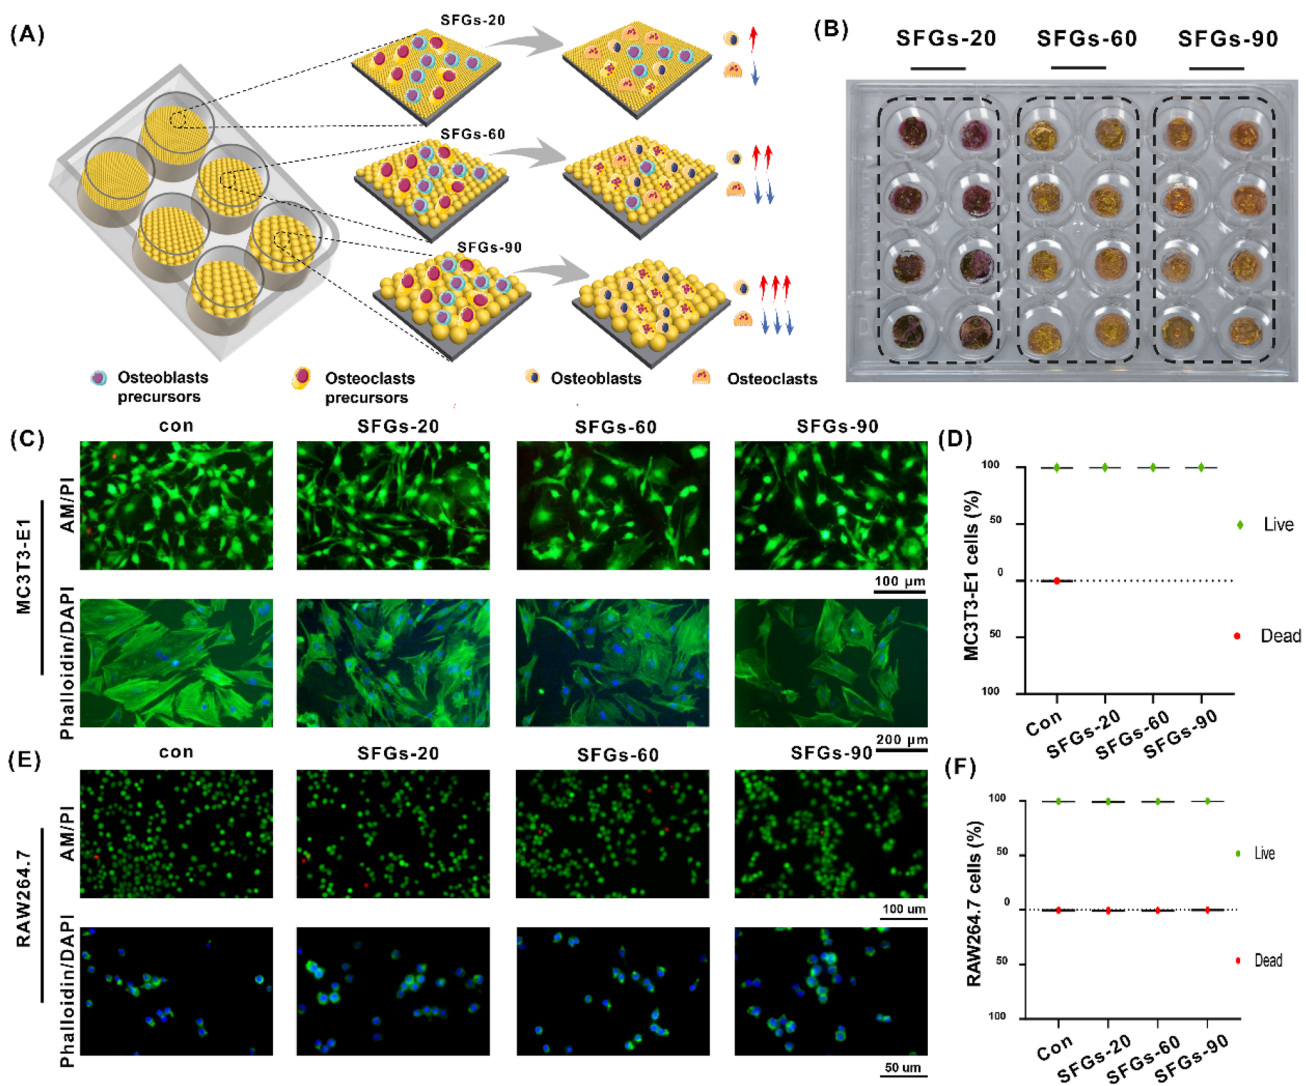 (A)
SFGs-20
SFGs-60
SFGs-90
Osteoblasts
precursors
Osteoclasts
precursors
Osteoblasts
Osteoclasts
(B)
SFGs-20 SFGs-60 SFGs-90
(C)
con SFGs-20 SFGs-60 SFGs-90
MC3T3-E1
AM/PI
100 μm
Phalloidin/DAPI
200 μm
(D)
MC3T3-E1 cells (%)
100
50
0
50
100
Live
Dead
Con SFGs-20 SFGs-60 SFGs-90
(E)
con SFGs-20 SFGs-60 SFGs-90
RAW264.7
AM/PI
100 um
Phalloidin/DAPI
50 um
(F)
RAW264.7 cells (%)
100
50
0
50
100
Live
Dead
Con SFGs-20 SFGs-60 SFGs-90